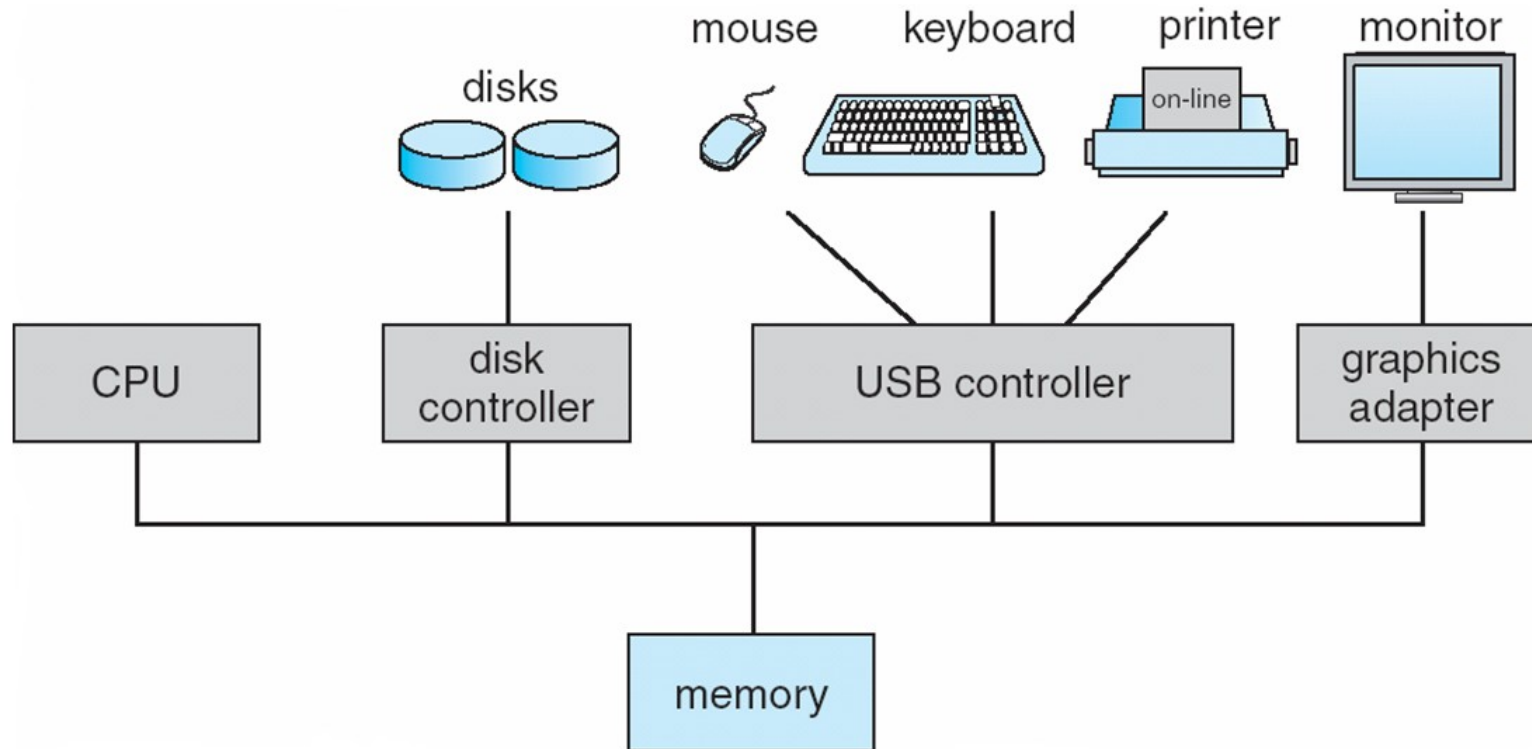 mouse
keyboard
printer
monitor
disks
on-line
CPU
disk
controller
USB controller
graphics
adapter
memory